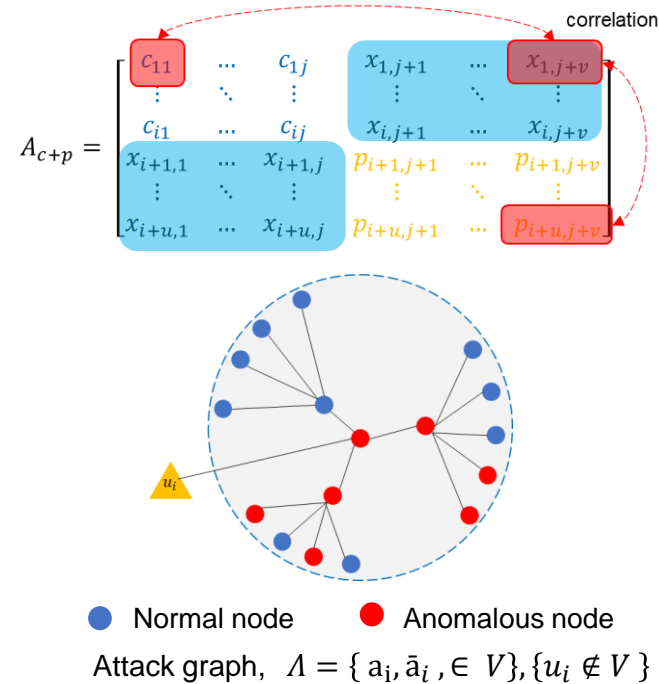 correlation
A_{c+p} = [ c_{11} ... c_{1j} x_{1,j+1} ... x_{1,j+v}
⋮ ⋱ ⋮ ⋮ ⋱ ⋮
c_{i1} ... c_{ij} x_{i,j+1} ... x_{i,j+v}
x_{i+1,1} ... x_{i+1,j} p_{i+1,j+1} ... p_{i+1,j+v}
⋮ ⋱ ⋮ ⋮ ⋱ ⋮
x_{i+u,1} ... x_{i+u,j} p_{i+u,j+1} ... p_{i+u,j+v} ]
u_i
Normal node Anomalous node
Attack graph, Λ = { a_i, ā_i , ∈ V}, {u_i ∉ V }